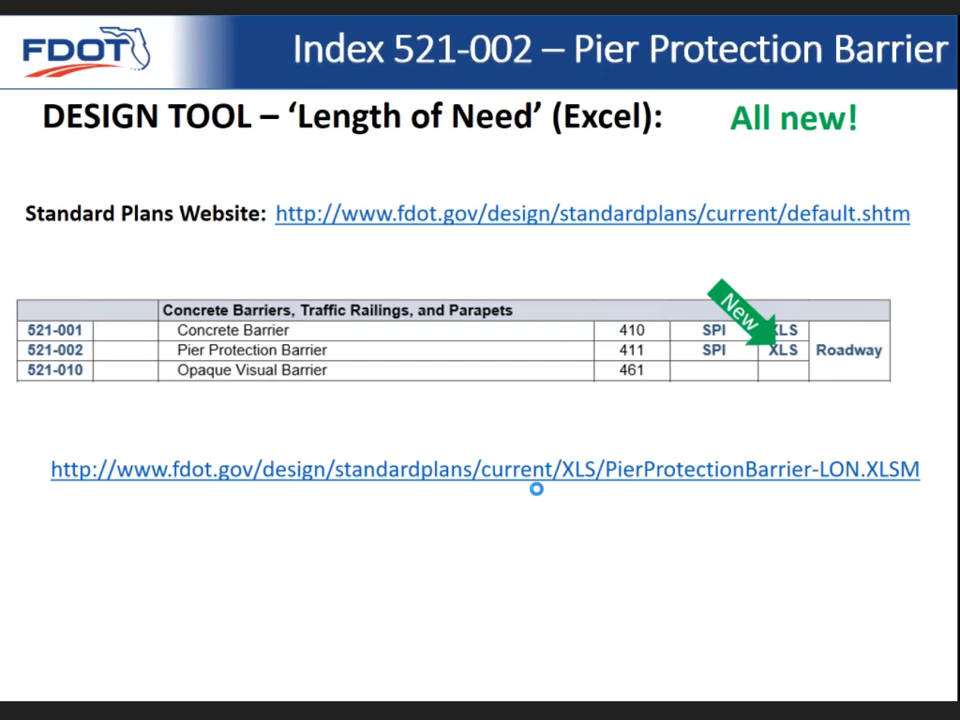 FDOT
Index 521-002 – Pier Protection Barrier
DESIGN TOOL – ‘Length of Need’ (Excel):
All new!
Standard Plans Website: http://www.fdot.gov/design/standardplans/current/default.shtm
New
Concrete Barriers, Traffic Railings, and Parapets
521-001 Concrete Barrier 410 SPI XLS
521-002 Pier Protection Barrier 411 SPI XLS Roadway
521-010 Opaque Visual Barrier 461
http://www.fdot.gov/design/standardplans/current/XLS/PierProtectionBarrier-LON.XLSM